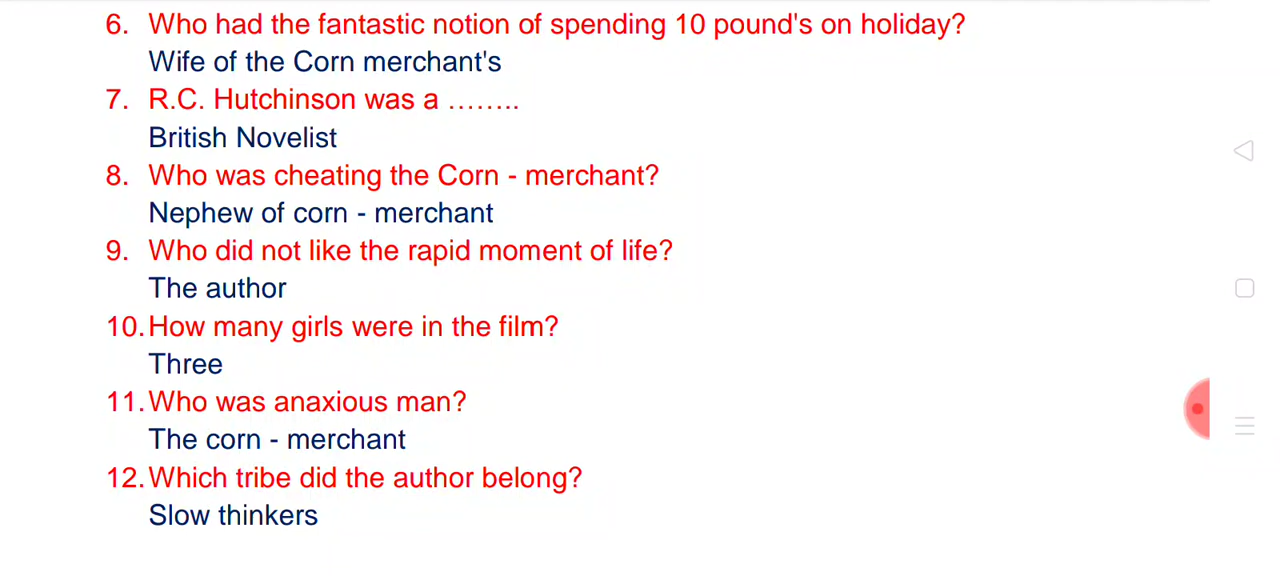 6. Who had the fantastic notion of spending 10 pound's on holiday?
Wife of the Corn merchant's
7. R.C. Hutchinson was a ........
British Novelist
8. Who was cheating the Corn - merchant?
Nephew of corn - merchant
9. Who did not like the rapid moment of life?
The author
10. How many girls were in the film?
Three
11. Who was anaxious man?
The corn - merchant
12. Which tribe did the author belong?
Slow thinkers